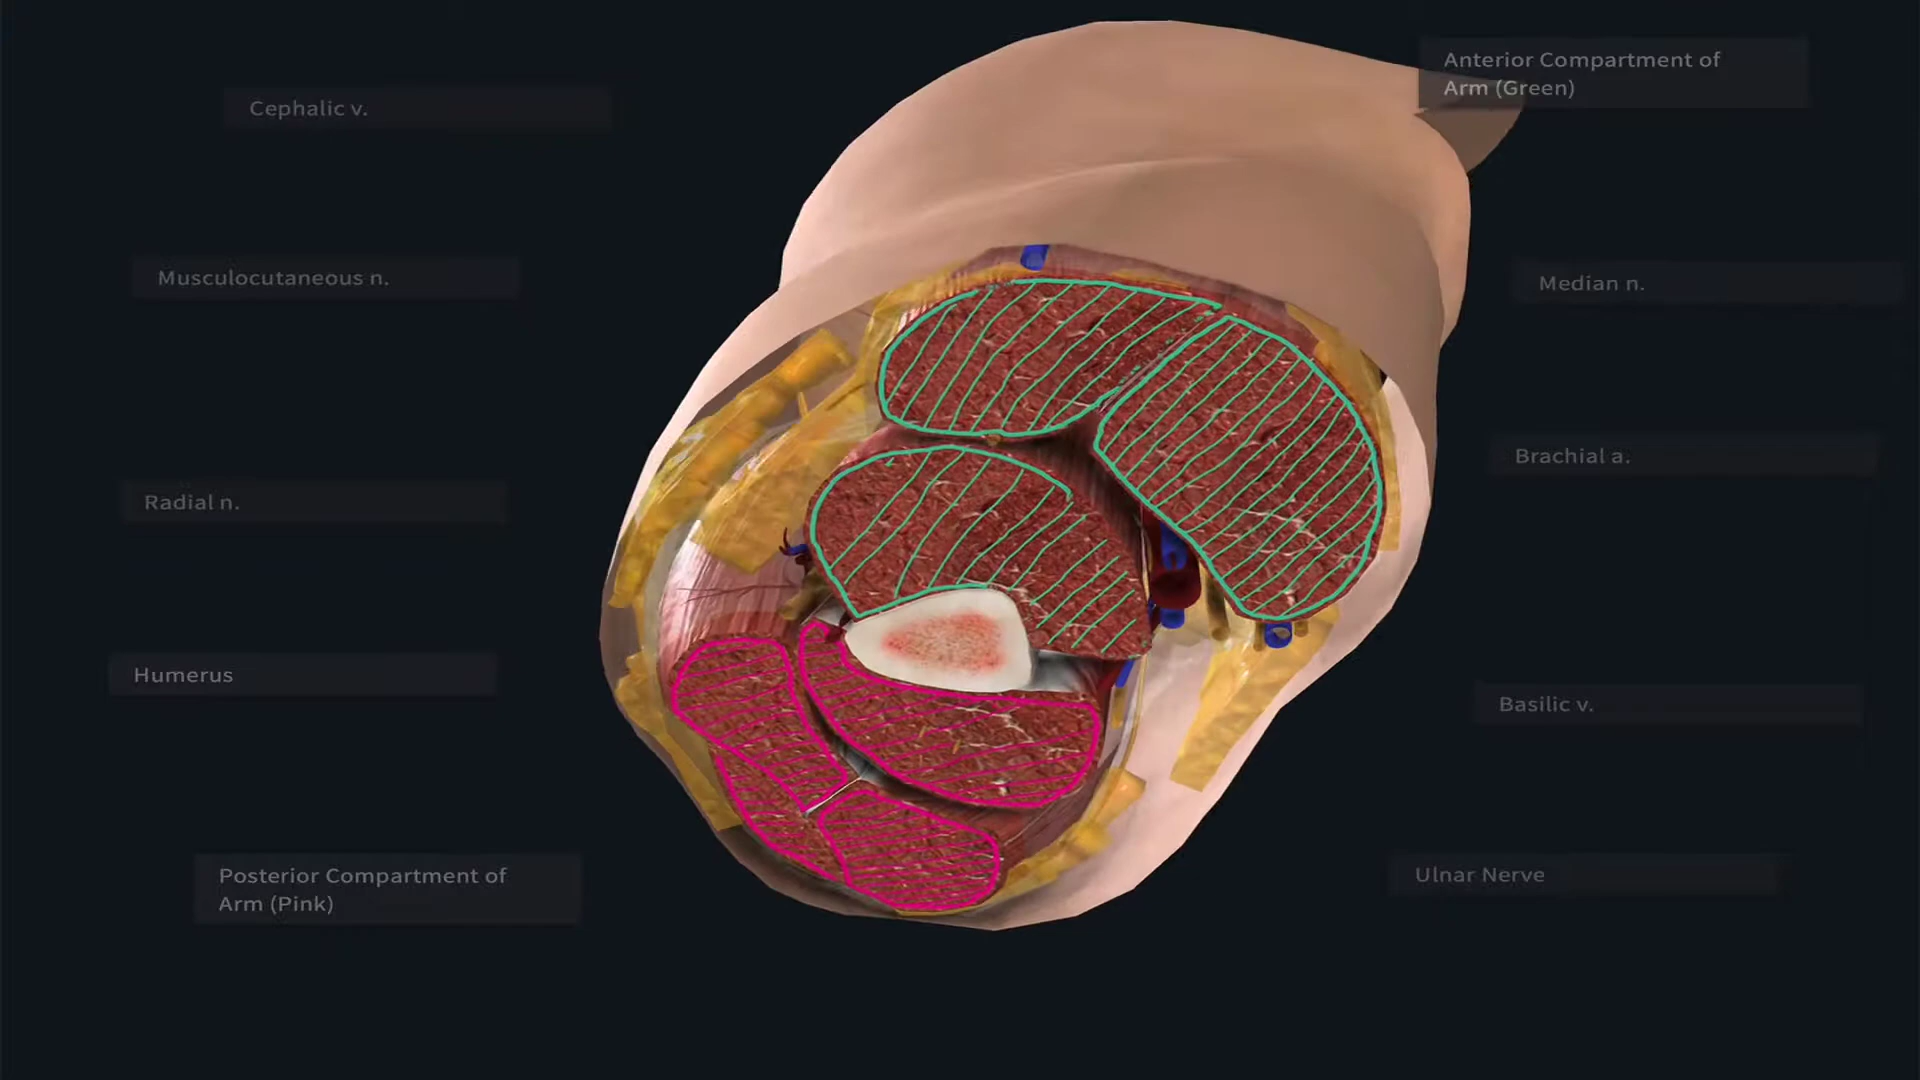 Cephalic v.
Musculocutaneous n.
Radial n.
Humerus
Posterior Compartment of
Arm (Pink)
Anterior Compartment of
Arm (Green)
Median n.
Brachial a.
Basilic v.
Ulnar Nerve